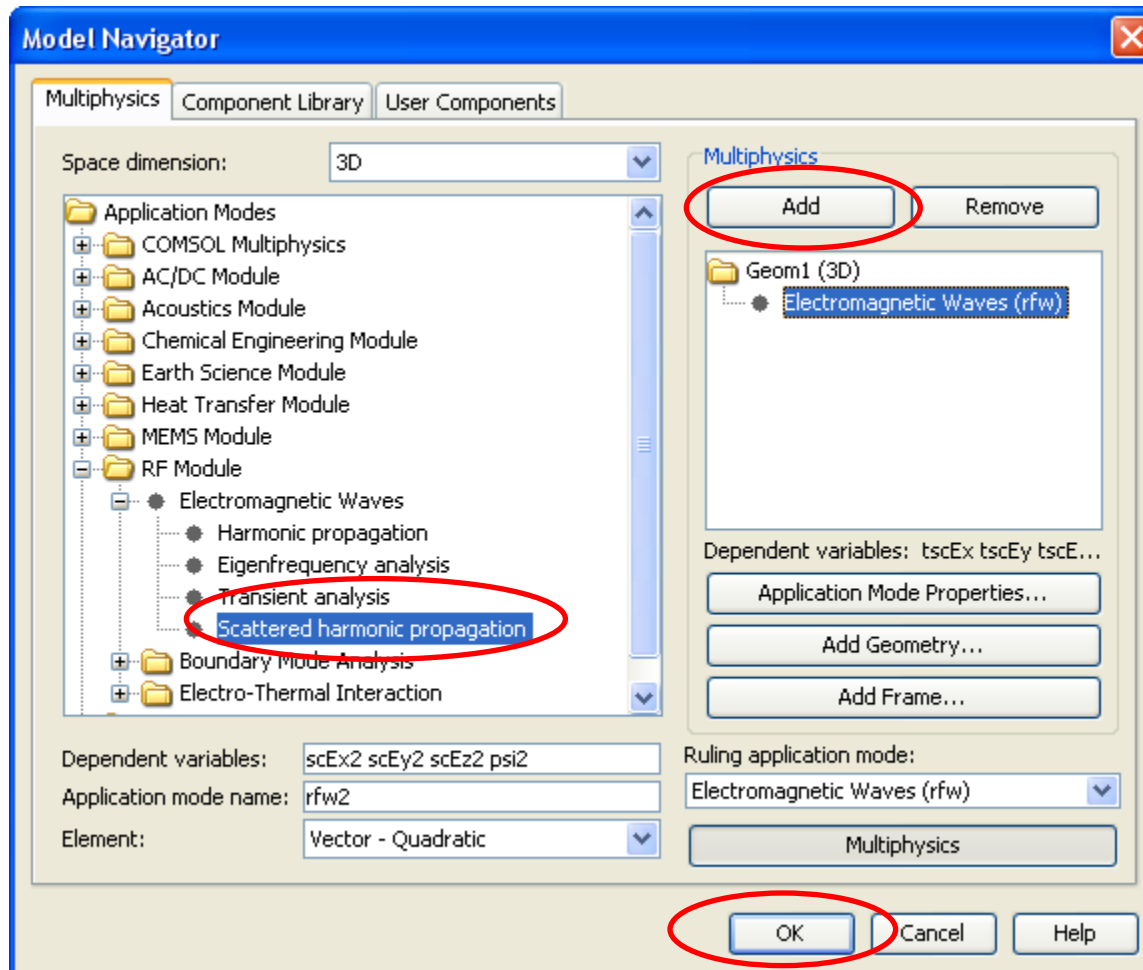 Model Navigator
Multiphysics Component Library User Components
Space dimension: 3D
Application Modes
COMSOL Multiphysics
AC/DC Module
Acoustics Module
Chemical Engineering Module
Earth Science Module
Heat Transfer Module
MEMS Module
RF Module
Electromagnetic Waves
Harmonic propagation
Eigenfrequency analysis
Transient analysis
Scattered harmonic propagation
Boundary Mode Analysis
Electro-Thermal Interaction
Dependent variables: scEx2 scEy2 scEz2 psi2
Application mode name: rfw2
Element: Vector - Quadratic
Multiphysics
Add Remove
Geom1 (3D)
Electromagnetic Waves (rfw)
Dependent variables: tscEx tscEy tscE...
Application Mode Properties...
Add Geometry...
Add Frame...
Ruling application mode:
Electromagnetic Waves (rfw)
Multiphysics
OK Cancel Help